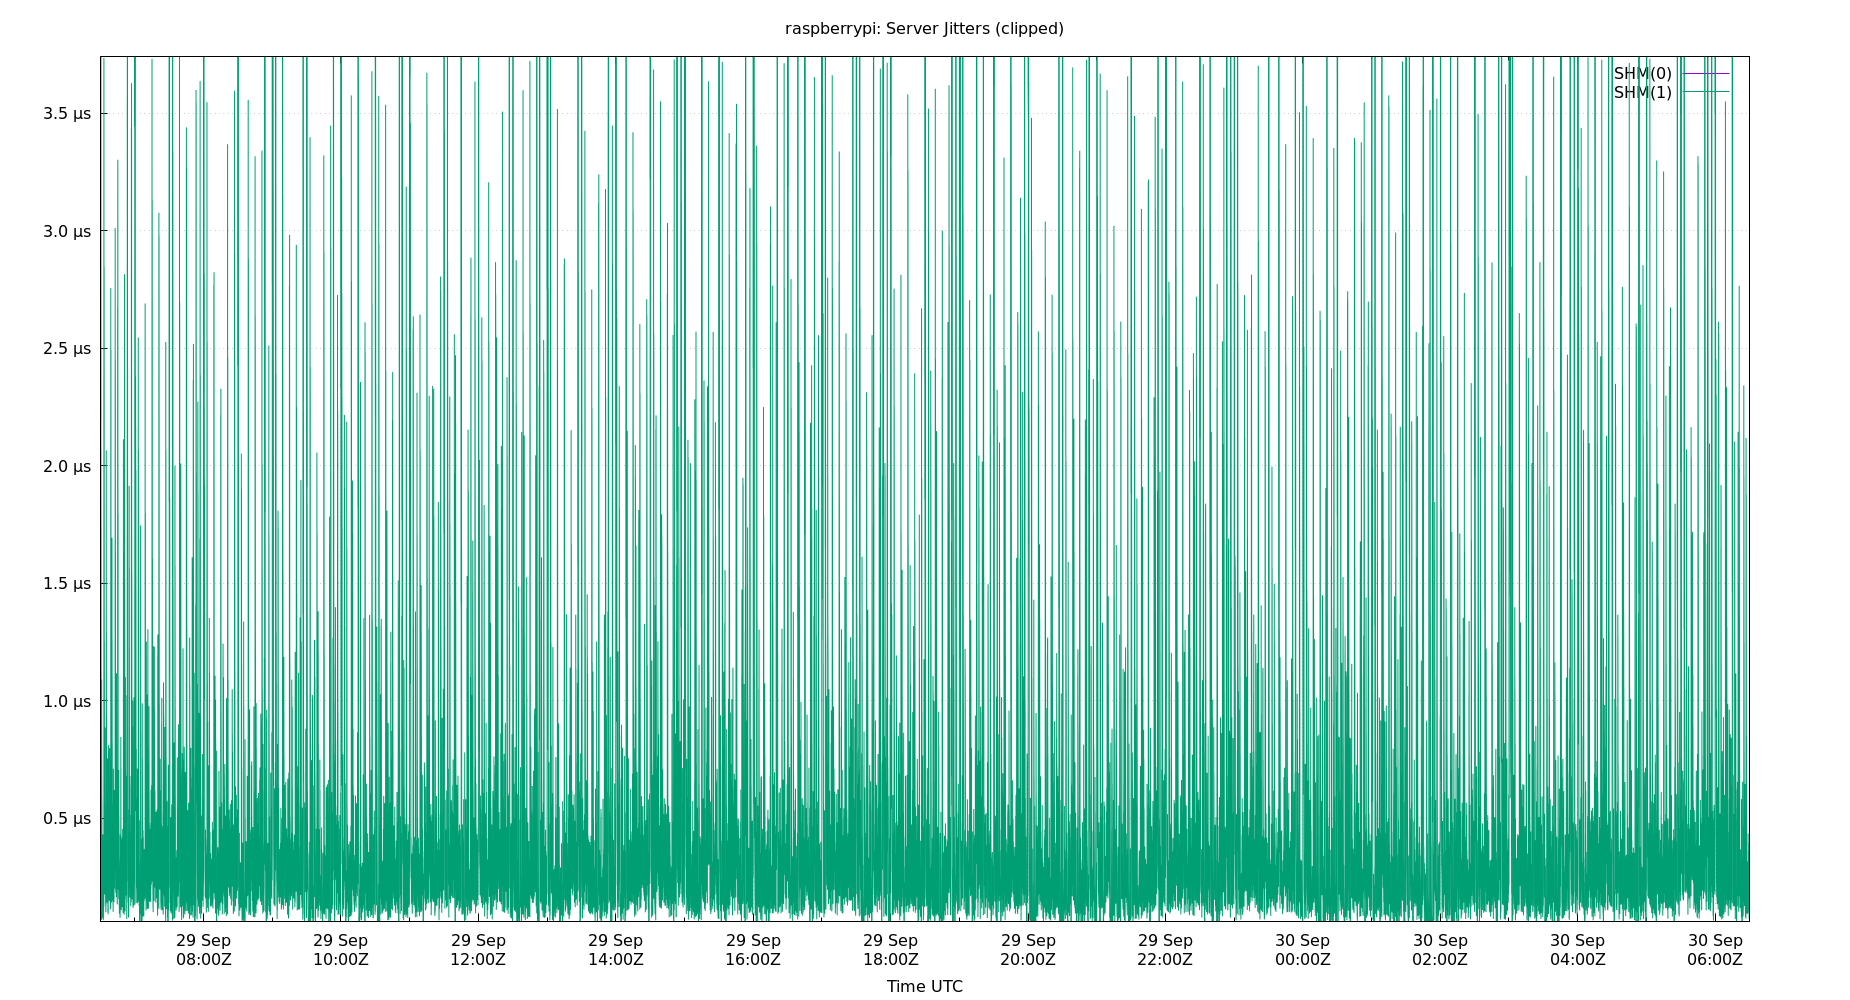 raspberrypi: Server Jitters (clipped)
SHM(0)
SHM(1)
3.5 µs
3.0 µs
2.5 µs
2.0 µs
1.5 µs
1.0 µs
0.5 µs
29 Sep 29 Sep 29 Sep 29 Sep 29 Sep 29 Sep 29 Sep 29 Sep 30 Sep 30 Sep 30 Sep 30 Sep
08:00Z 10:00Z 12:00Z 14:00Z 16:00Z 18:00Z 20:00Z 22:00Z 00:00Z 02:00Z 04:00Z 06:00Z
Time UTC